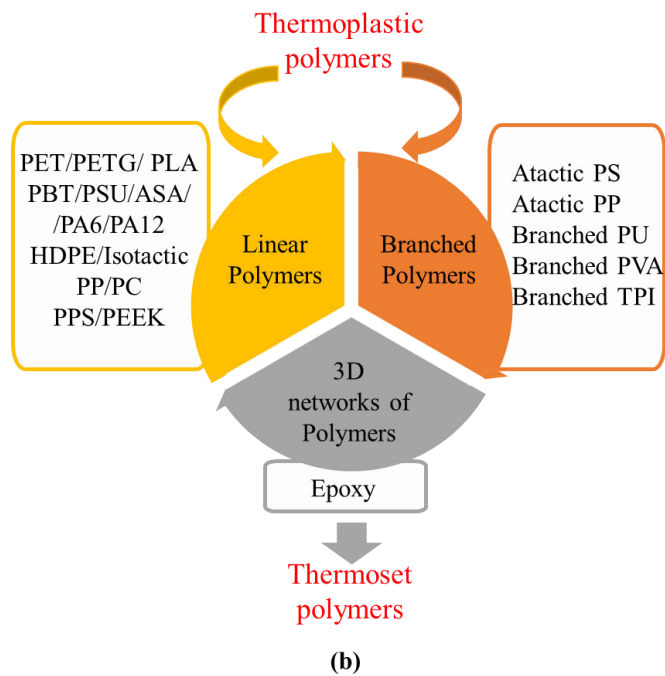 Thermoplastic
polymers
PET/PETG/ PLA
PBT/PSU/ASA/
/PA6/PA12
HDPE/Isotactic
PP/PC
PPS/PEEK
Linear
Polymers
Branched
Polymers
Atactic PS
Atactic PP
Branched PU
Branched PVA
Branched TPI
3D
networks of
Polymers
Epoxy
Thermoset
polymers
(b)